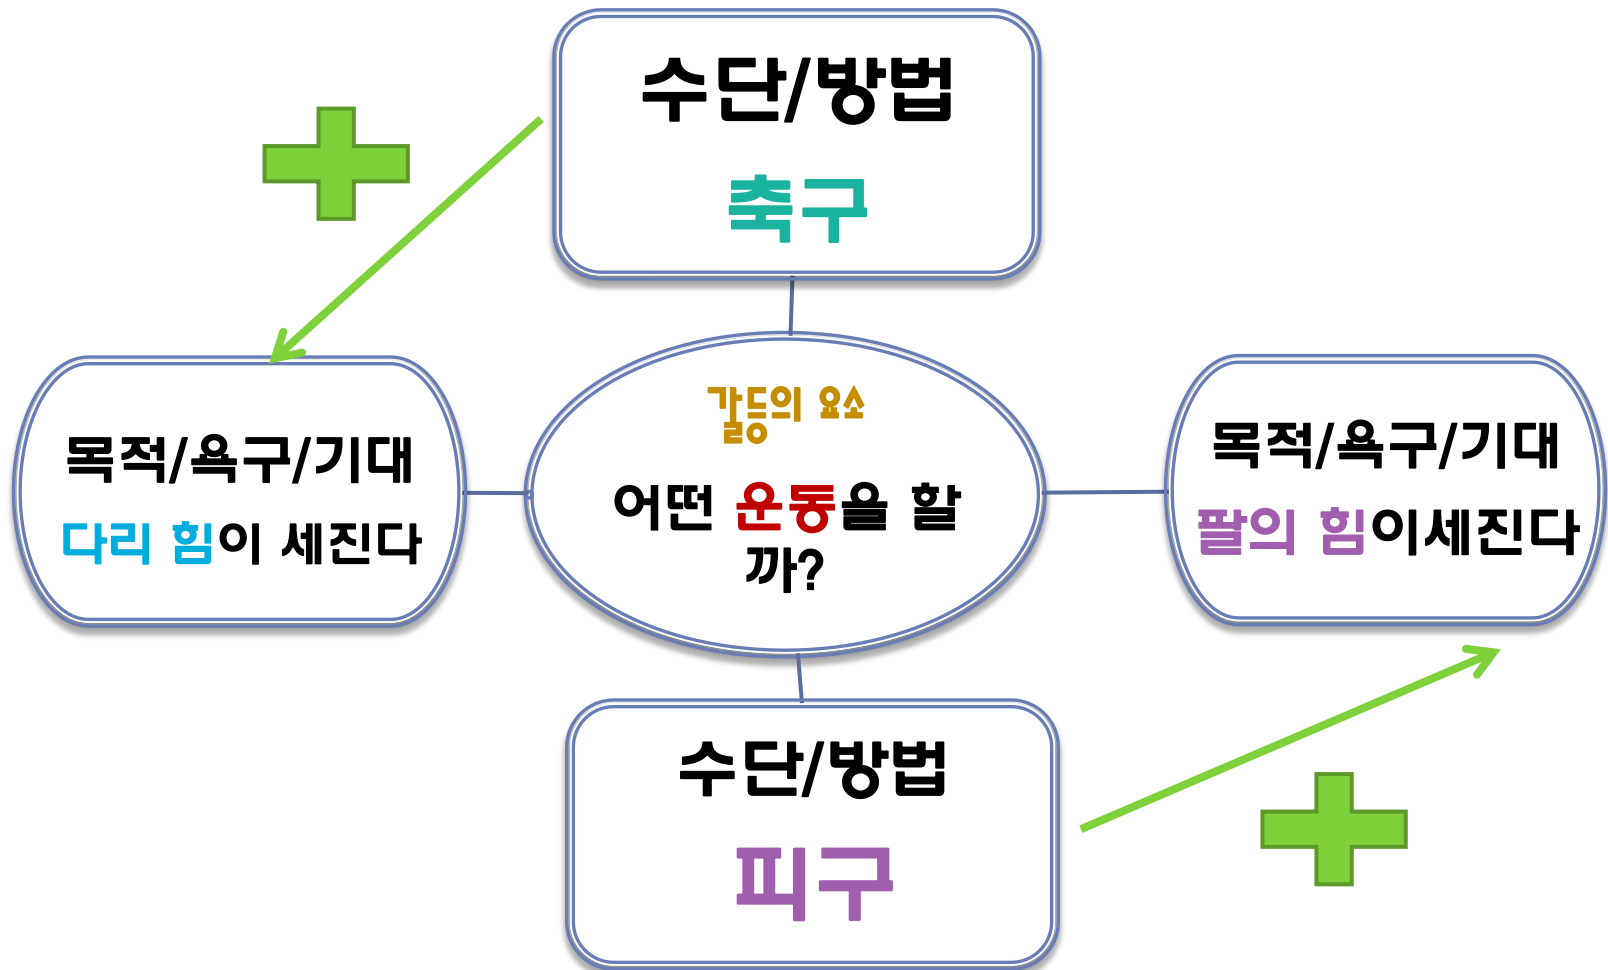 수단/방법
축구
갈등의 요소
어떤 운동을 할
까?
목적/욕구/기대
다리 힘이 세진다
목적/욕구/기대
팔의 힘이세진다
수단/방법
피구